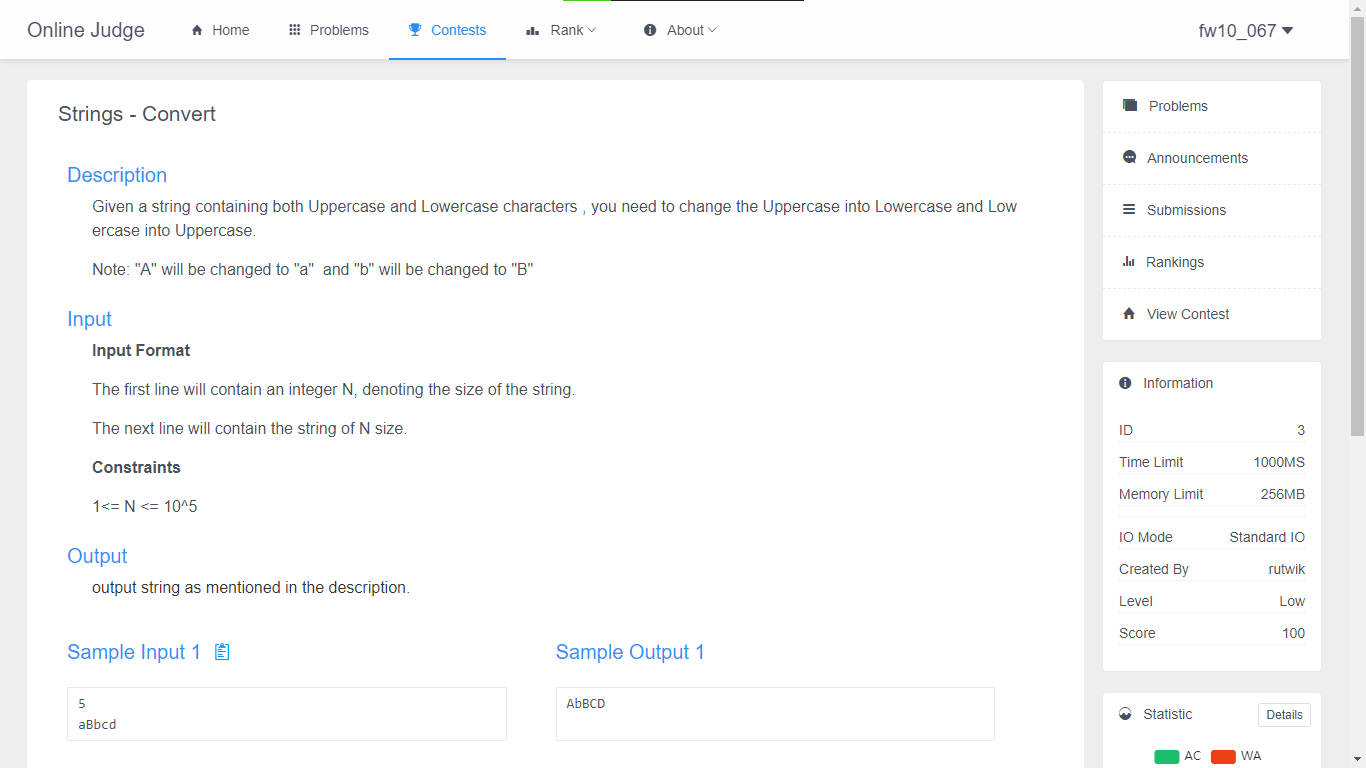 Online Judge Home Problems Contests Rank About fw10_067
Strings - Convert
Description
Given a string containing both Uppercase and Lowercase characters , you need to change the Uppercase into Lowercase and Low
ercase into Uppercase.
Note: "A" will be changed to "a"  and "b" will be changed to "B"
Input
Input Format
The first line will contain an integer N, denoting the size of the string.
The next line will contain the string of N size.
Constraints
1<= N <= 10^5
Output
output string as mentioned in the description.
Sample Input 1
5
aBbcd
Sample Output 1
AbBCD
Problems
Announcements
Submissions
Rankings
View Contest
Information
ID 3
Time Limit 1000MS
Memory Limit 256MB
IO Mode Standard IO
Created By rutwik
Level Low
Score 100
Statistic Details
AC WA